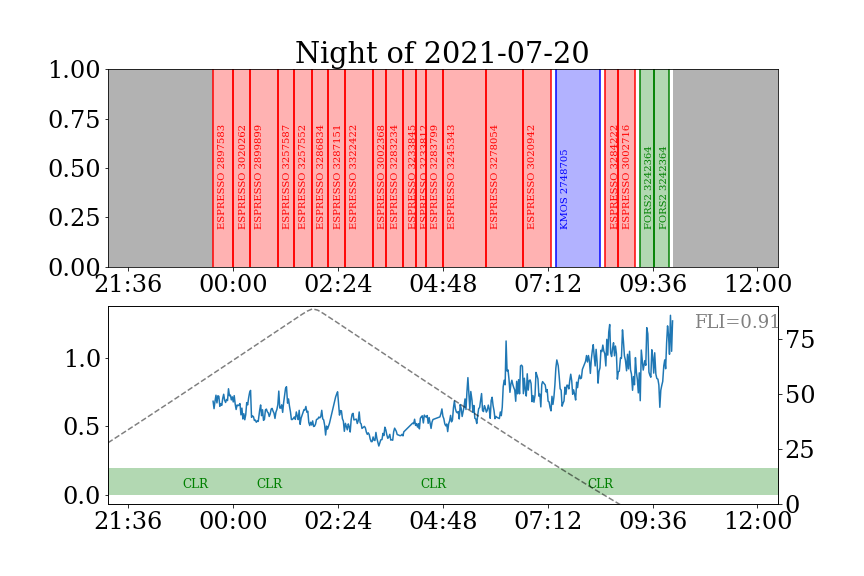 Night of 2021-07-20
1.00
0.75
0.50
0.25
0.00
ESPRESSO 2897583
ESPRESSO 3020262
ESPRESSO 2899899
ESPRESSO 3257587
ESPRESSO 3257552
ESPRESSO 3286834
ESPRESSO 3287151
ESPRESSO 3322422
ESPRESSO 3002368
ESPRESSO 3283234
ESPRESSO 3233845
ESPRESSO 3233812
ESPRESSO 3283799
ESPRESSO 3245343
ESPRESSO 3278054
ESPRESSO 3020942
KMOS 2748705
ESPRESSO 3284222
ESPRESSO 3002716
FORS2 3242364
FORS2 3242364
21:36 00:00 02:24 04:48 07:12 09:36 12:00
FLI=0.91
1.0
0.5
0.0
75
50
25
0
CLR CLR CLR CLR
21:36 00:00 02:24 04:48 07:12 09:36 12:00